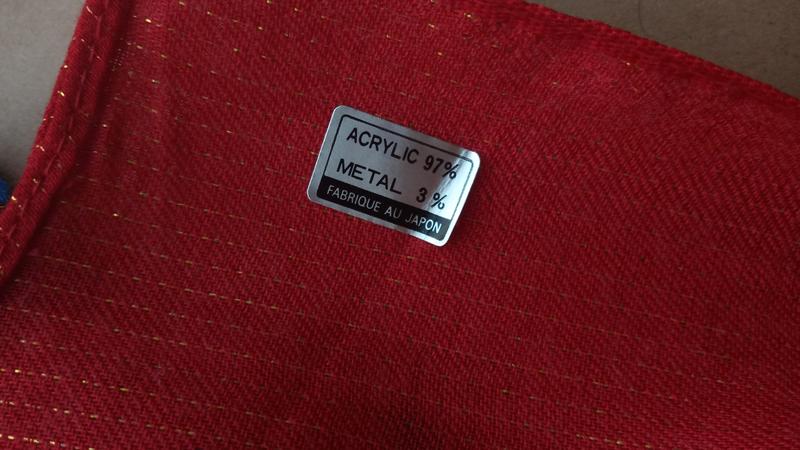 ACRYLIC 97%
METAL 3%
FABRIQUE AU JAPON